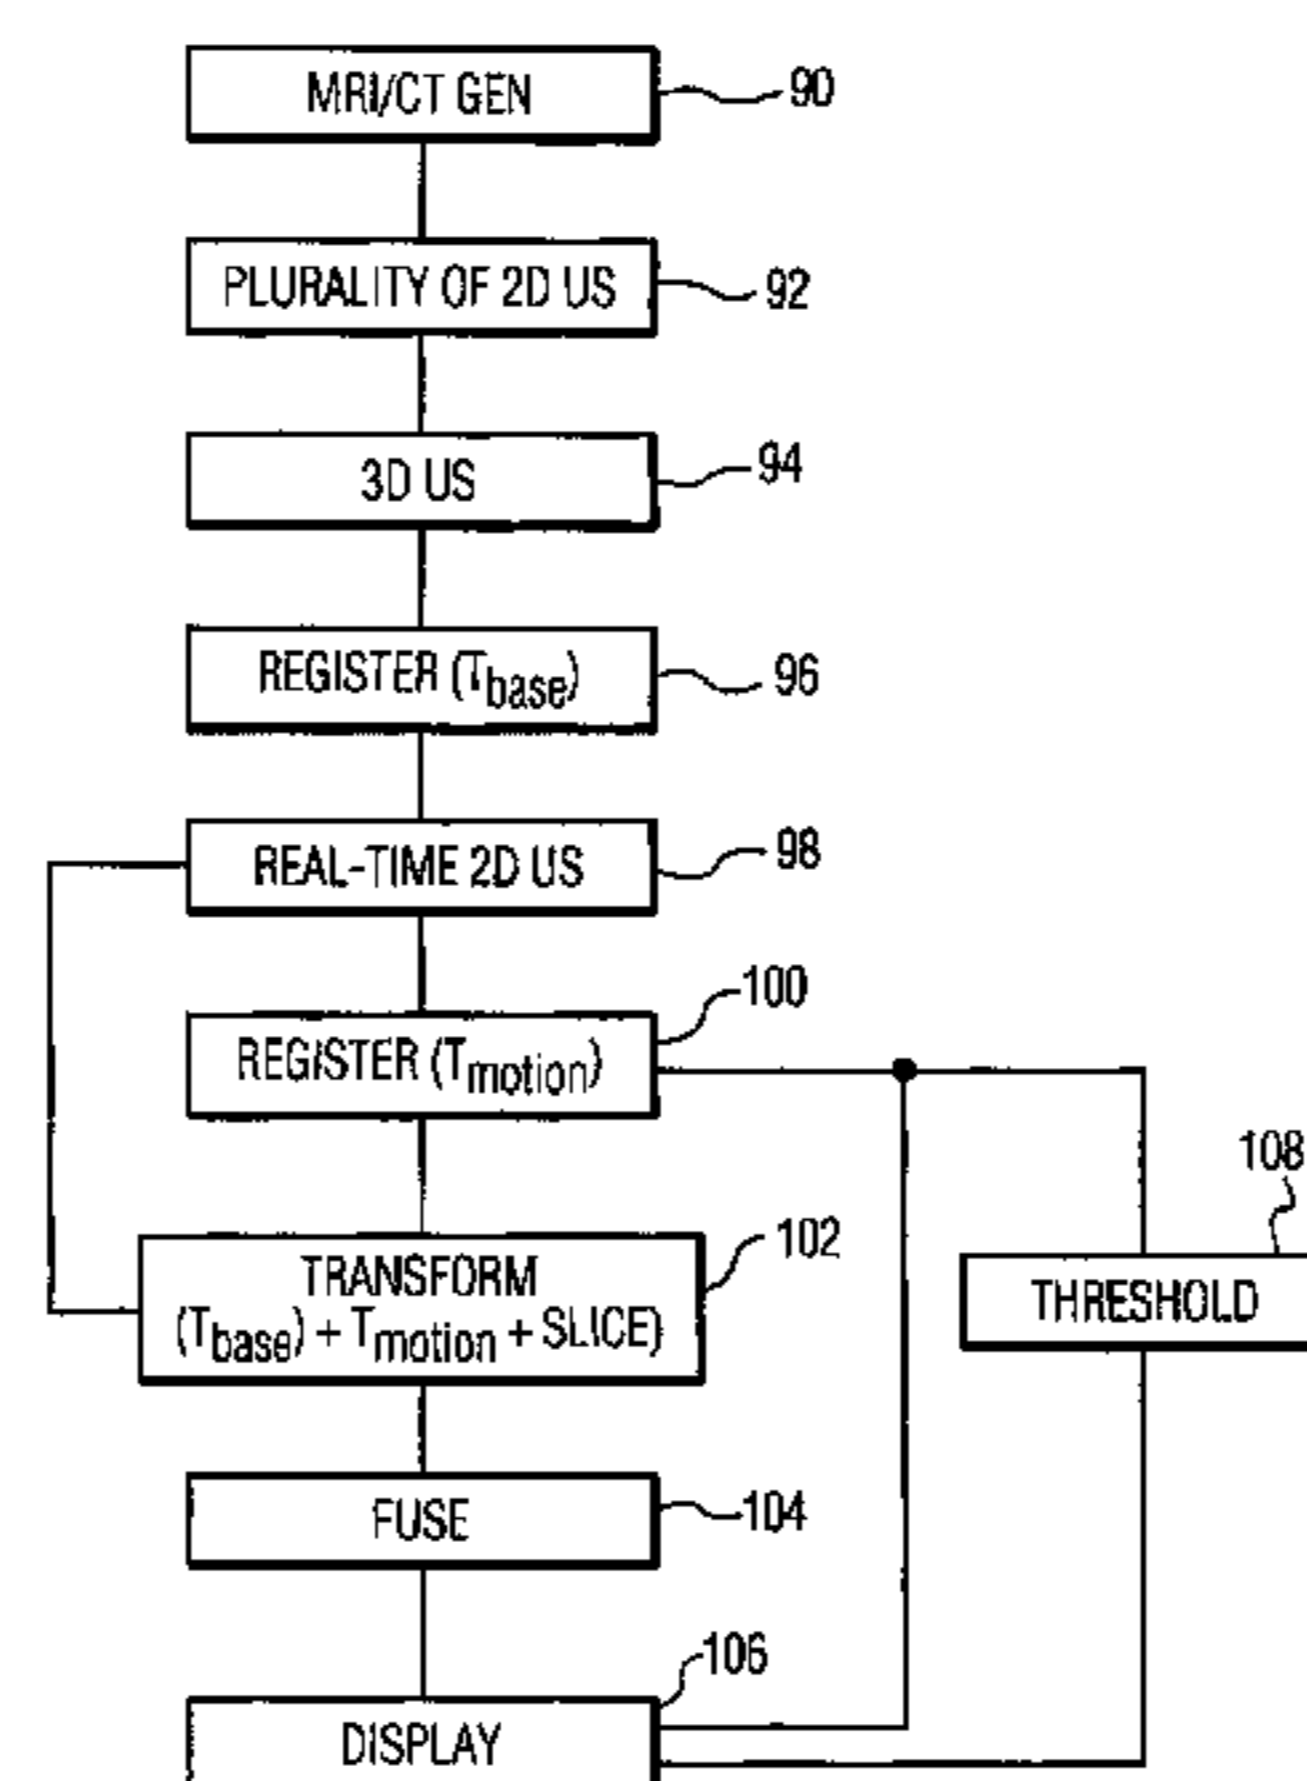 MRI/CT GEN
90
PLURALITY OF 2D US
92
3D US
94
REGISTER (Tbase)
96
REAL-TIME 2D US
98
REGISTER (Tmotion)
100
TRANSFORM
(Tbase) + Tmotion + SLICE)
102
THRESHOLD
108
FUSE
104
DISPLAY
106